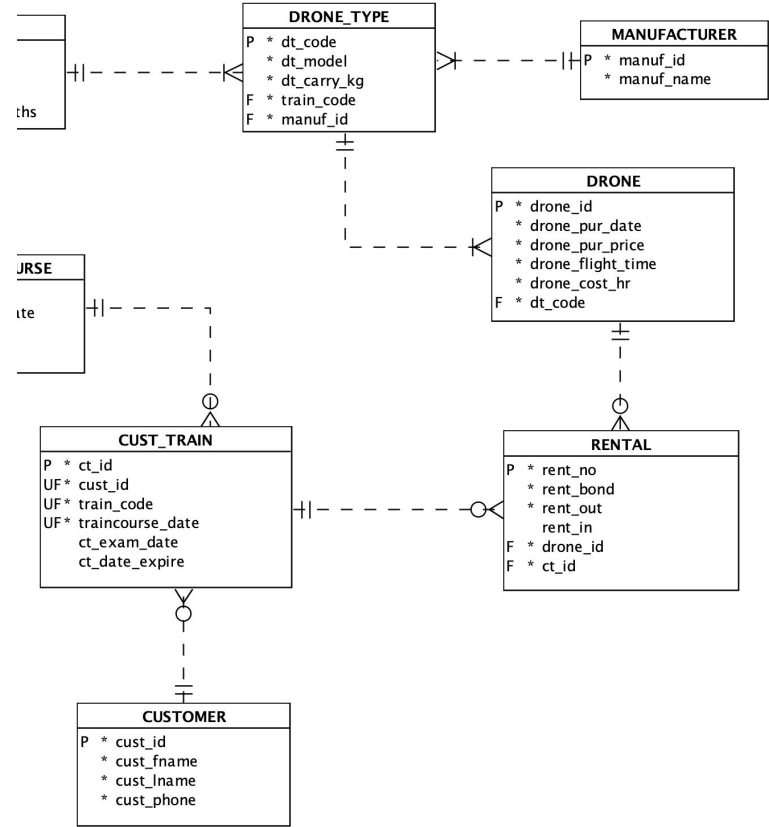 DRONE_TYPE
P * dt_code
* dt_model
* dt_carry_kg
F * train_code
F * manuf_id
MANUFACTURER
P * manuf_id
* manuf_name
ths
DRONE
P * drone_id
* drone_pur_date
* drone_pur_price
* drone_flight_time
* drone_cost_hr
F * dt_code
URSE
ate
CUST_TRAIN
P * ct_id
UF* cust_id
UF* train_code
UF* traincourse_date
ct_exam_date
ct_date_expire
RENTAL
P * rent_no
* rent_bond
* rent_out
rent_in
F * drone_id
F * ct_id
CUSTOMER
P * cust_id
* cust_fname
* cust_lname
* cust_phone